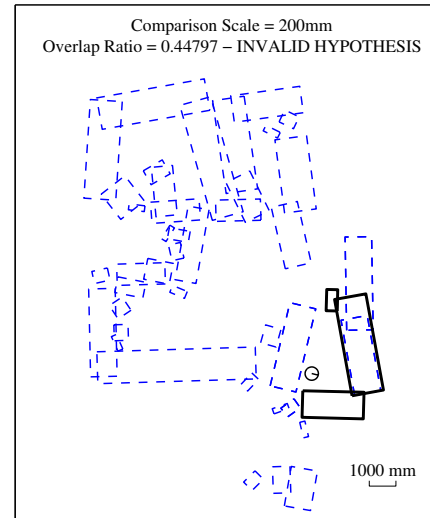 Comparison Scale = 200mm
Overlap Ratio = 0.44797 – INVALID HYPOTHESIS
1000 mm